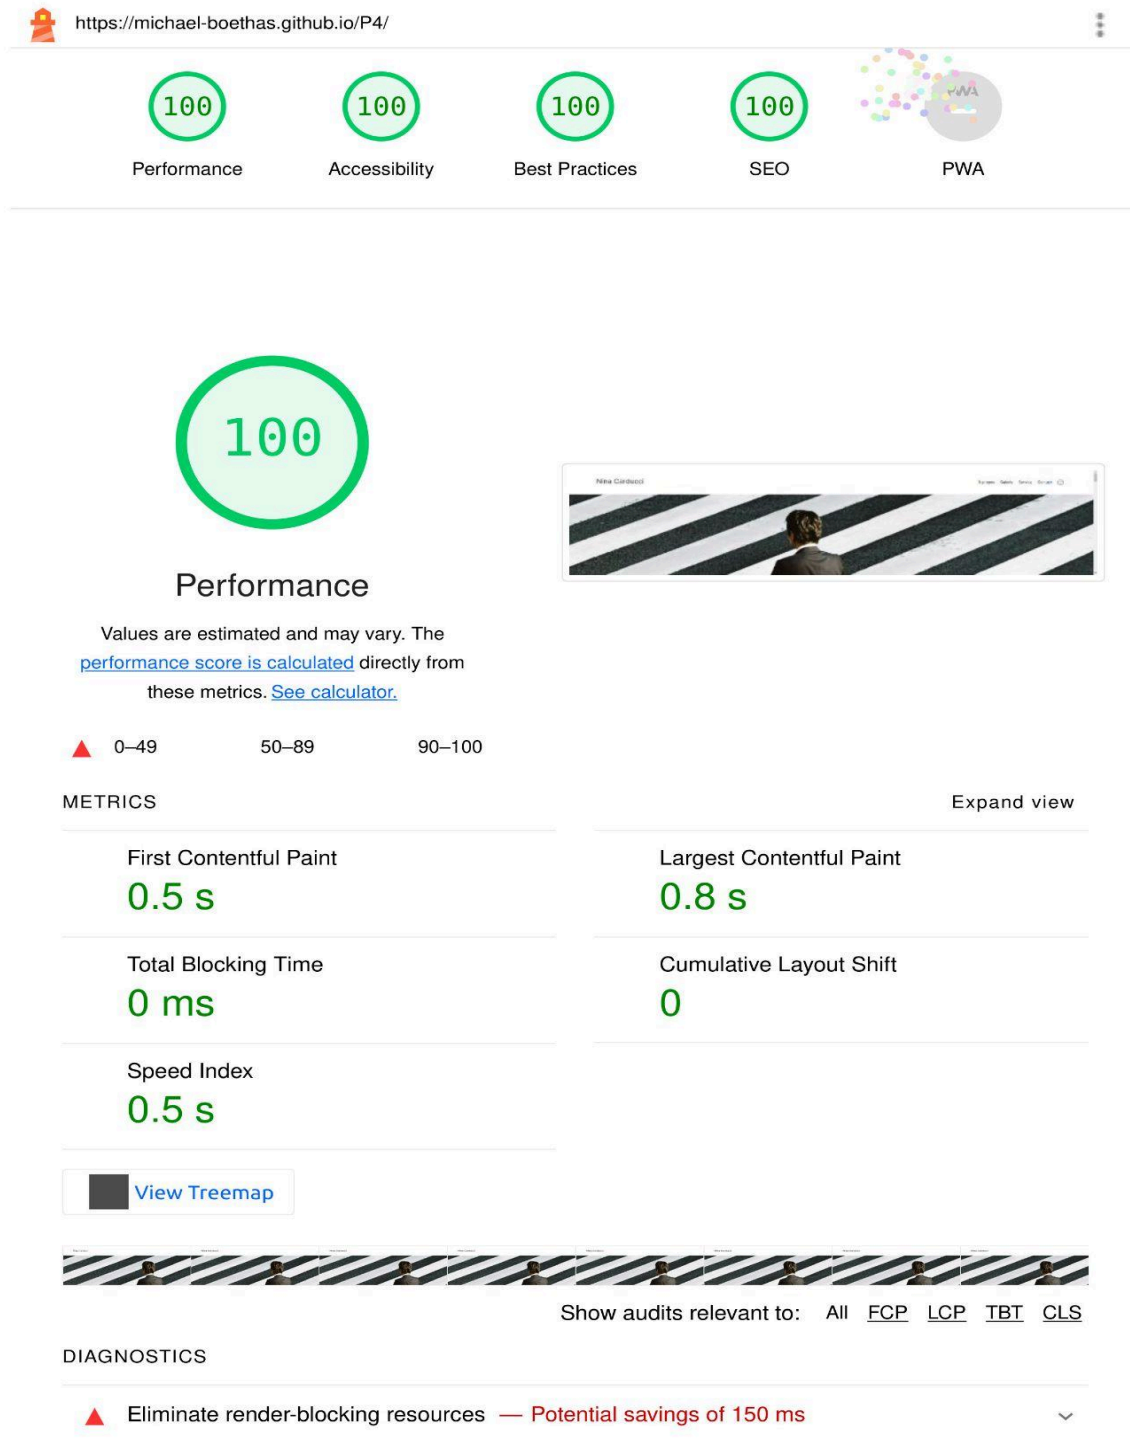 https://michael-boethas.github.io/P4/
100 100 100 100 PWA
Performance Accessibility Best Practices SEO PWA
100
Nina Carducci
Performance
Values are estimated and may vary. The
performance score is calculated directly from
these metrics. See calculator.
0–49 50–89 90–100
METRICS Expand view
First Contentful Paint
0.5 s
Largest Contentful Paint
0.8 s
Total Blocking Time
0 ms
Cumulative Layout Shift
0
Speed Index
0.5 s
View Treemap
Show audits relevant to: All FCP LCP TBT CLS
DIAGNOSTICS
Eliminate render-blocking resources — Potential savings of 150 ms